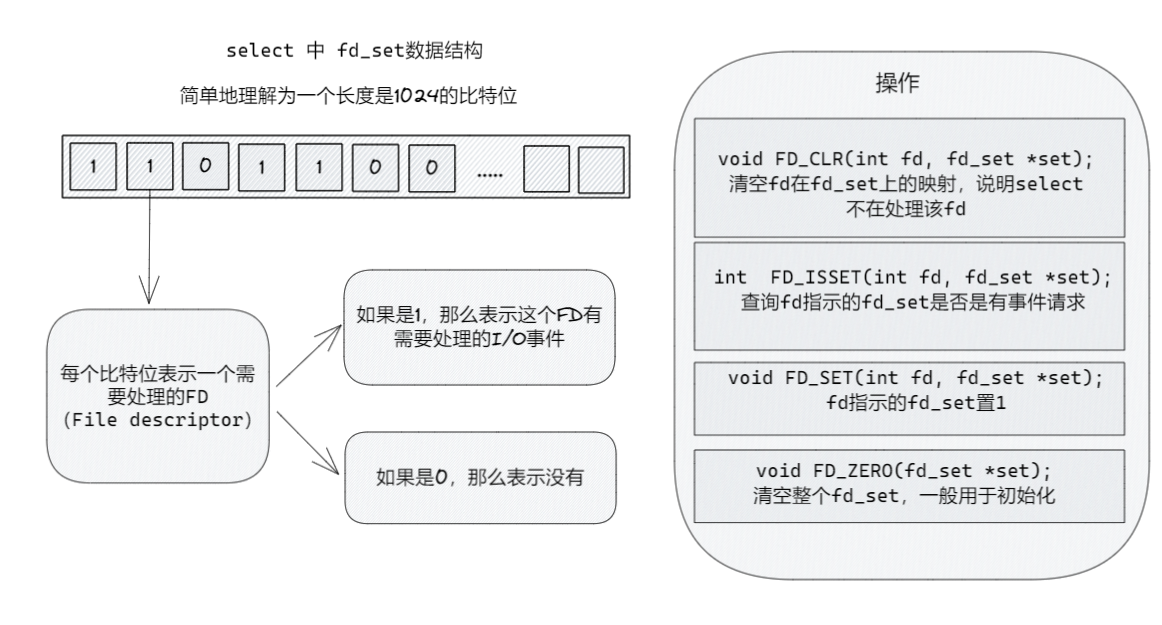 select 中 fd_set数据结构
简单地理解为一个长度是1024的比特位
1 1 0 1 1 0 0 .....
每个比特位表示一个需
要处理的FD
（File descriptor）
如果是1，那么表示这个FD有
需要处理的I/O事件
如果是0，那么表示没有
操作
void FD_CLR(int fd, fd_set *set);
清空fd在fd_set上的映射，说明select
不在处理该fd
int  FD_ISSET(int fd, fd_set *set);
查询fd指示的fd_set是否是有事件请求
void FD_SET(int fd, fd_set *set);
fd指示的fd_set置1
void FD_ZERO(fd_set *set);
清空整个fd_set，一般用于初始化